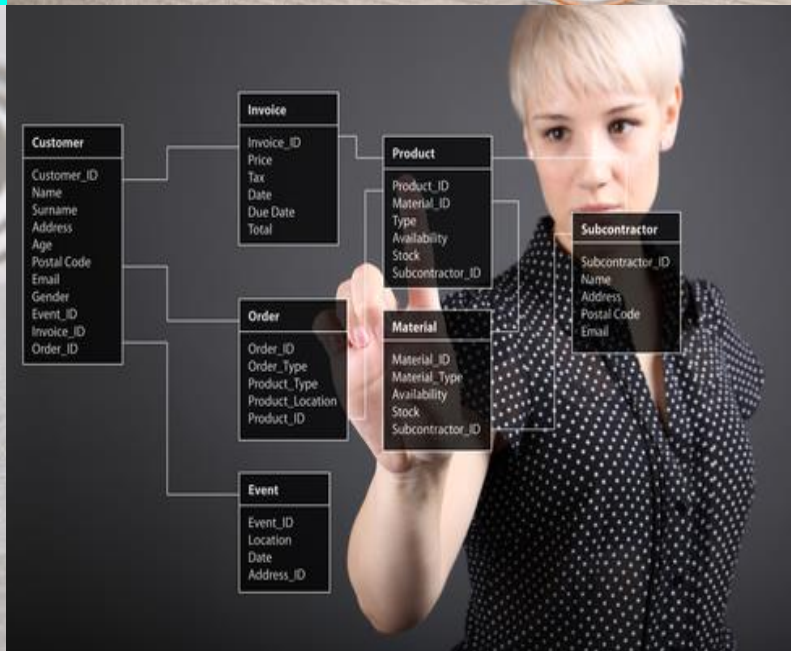 Customer
Customer_ID
Name
Surname
Address
Age
Postal Code
Email
Gender
Event_ID
Invoice_ID
Order_ID
Invoice
Invoice_ID
Price
Tax
Date
Due Date
Total
Order
Order_ID
Order_Type
Product_Type
Product_Location
Product_ID
Event
Event_ID
Location
Date
Address_ID
Product
Product_ID
Material_ID
Type
Availability
Stock
Subcontractor_ID
Material
Material_ID
Material_Type
Availability
Stock
Subcontractor_ID
Subcontractor
Subcontractor_ID
Name
Address
Postal Code
Email